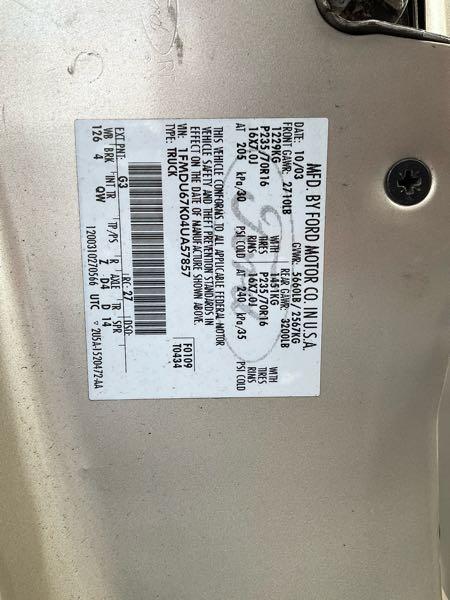 MFD. BY FORD MOTOR CO. IN U.S.A.
DATE: 10/03 GVWR: 5660LB/ 2567KG
FRONT GAWR: 2710LB REAR GAWR: 3200LB
1229KG WITH 1451KG WITH
P235/70R16 TIRES P235/70R16 TIRES
16X7.0J RIMS 16X7.0J RIMS
AT 205 kPa/30 PSI COLD AT 240 kPa/35 PSI COLD
THIS VEHICLE CONFORMS TO ALL APPLICABLE FEDERAL MOTOR
VEHICLE SAFETY AND THEFT PREVENTION STANDARDS IN
EFFECT ON THE DATE OF MANUFACTURE SHOWN ABOVE.
VIN: 1FMDU67K04UA57857 F0109
TYPE: TRUCK T0434
EXT PNT: G3 RC: 27 DSO:
WB BRK INT TR TP/PS R AXLE TR SPR
126 4 QW Z D4 D 14
1200310270566 UTC 2U5A-1520472-AA